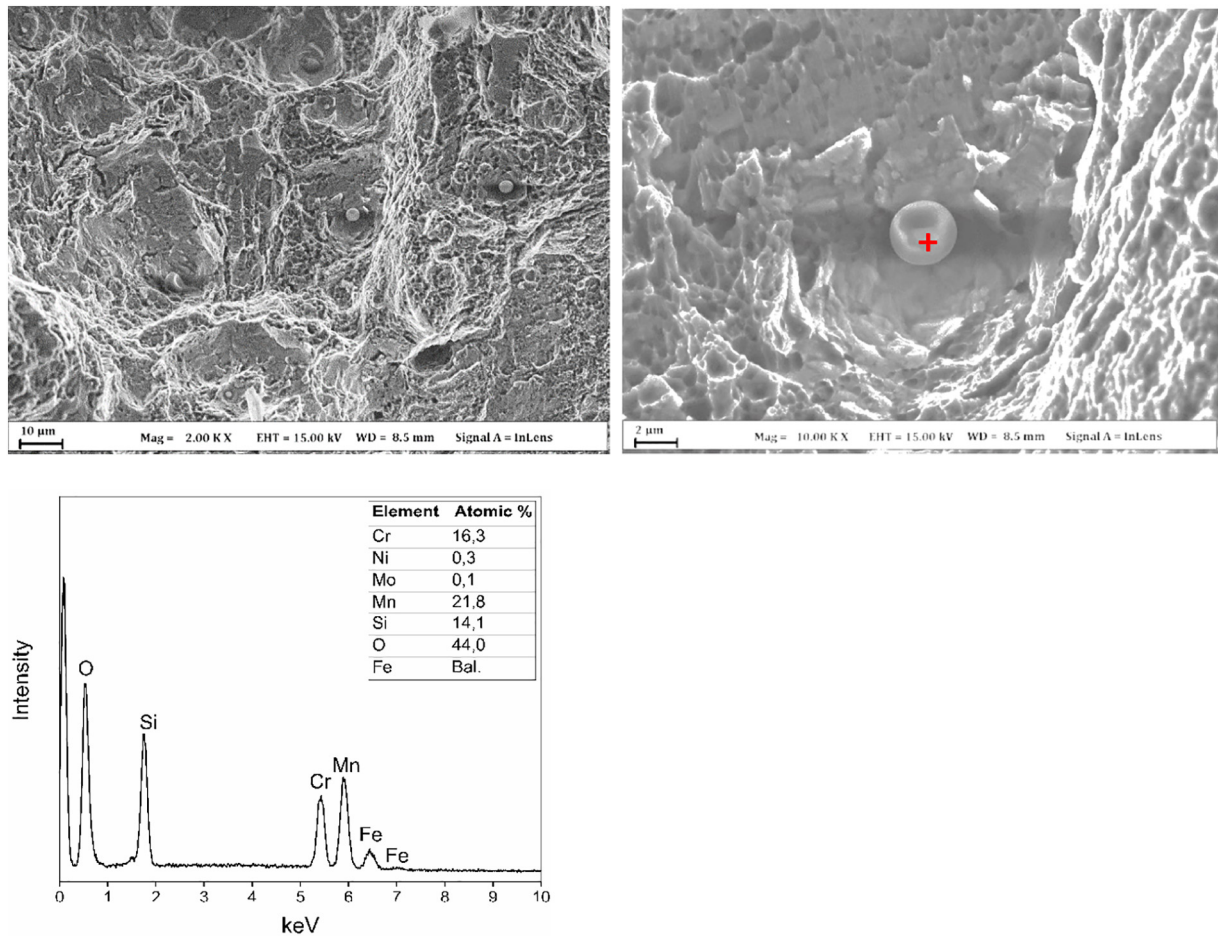 10 µm
Mag = 2.00 K X EHT = 15.00 kV WD = 8.5 mm Signal A = InLens
2 µm
Mag = 10.00 K X EHT = 15.00 kV WD = 8.5 mm Signal A = InLens
Element Atomic %
Cr 16,3
Ni 0,3
Mo 0,1
Mn 21,8
Si 14,1
O 44,0
Fe Bal.
Intensity
O
Si
Cr
Mn
Fe
Fe
0 1 2 3 4 5 6 7 8 9 10
keV